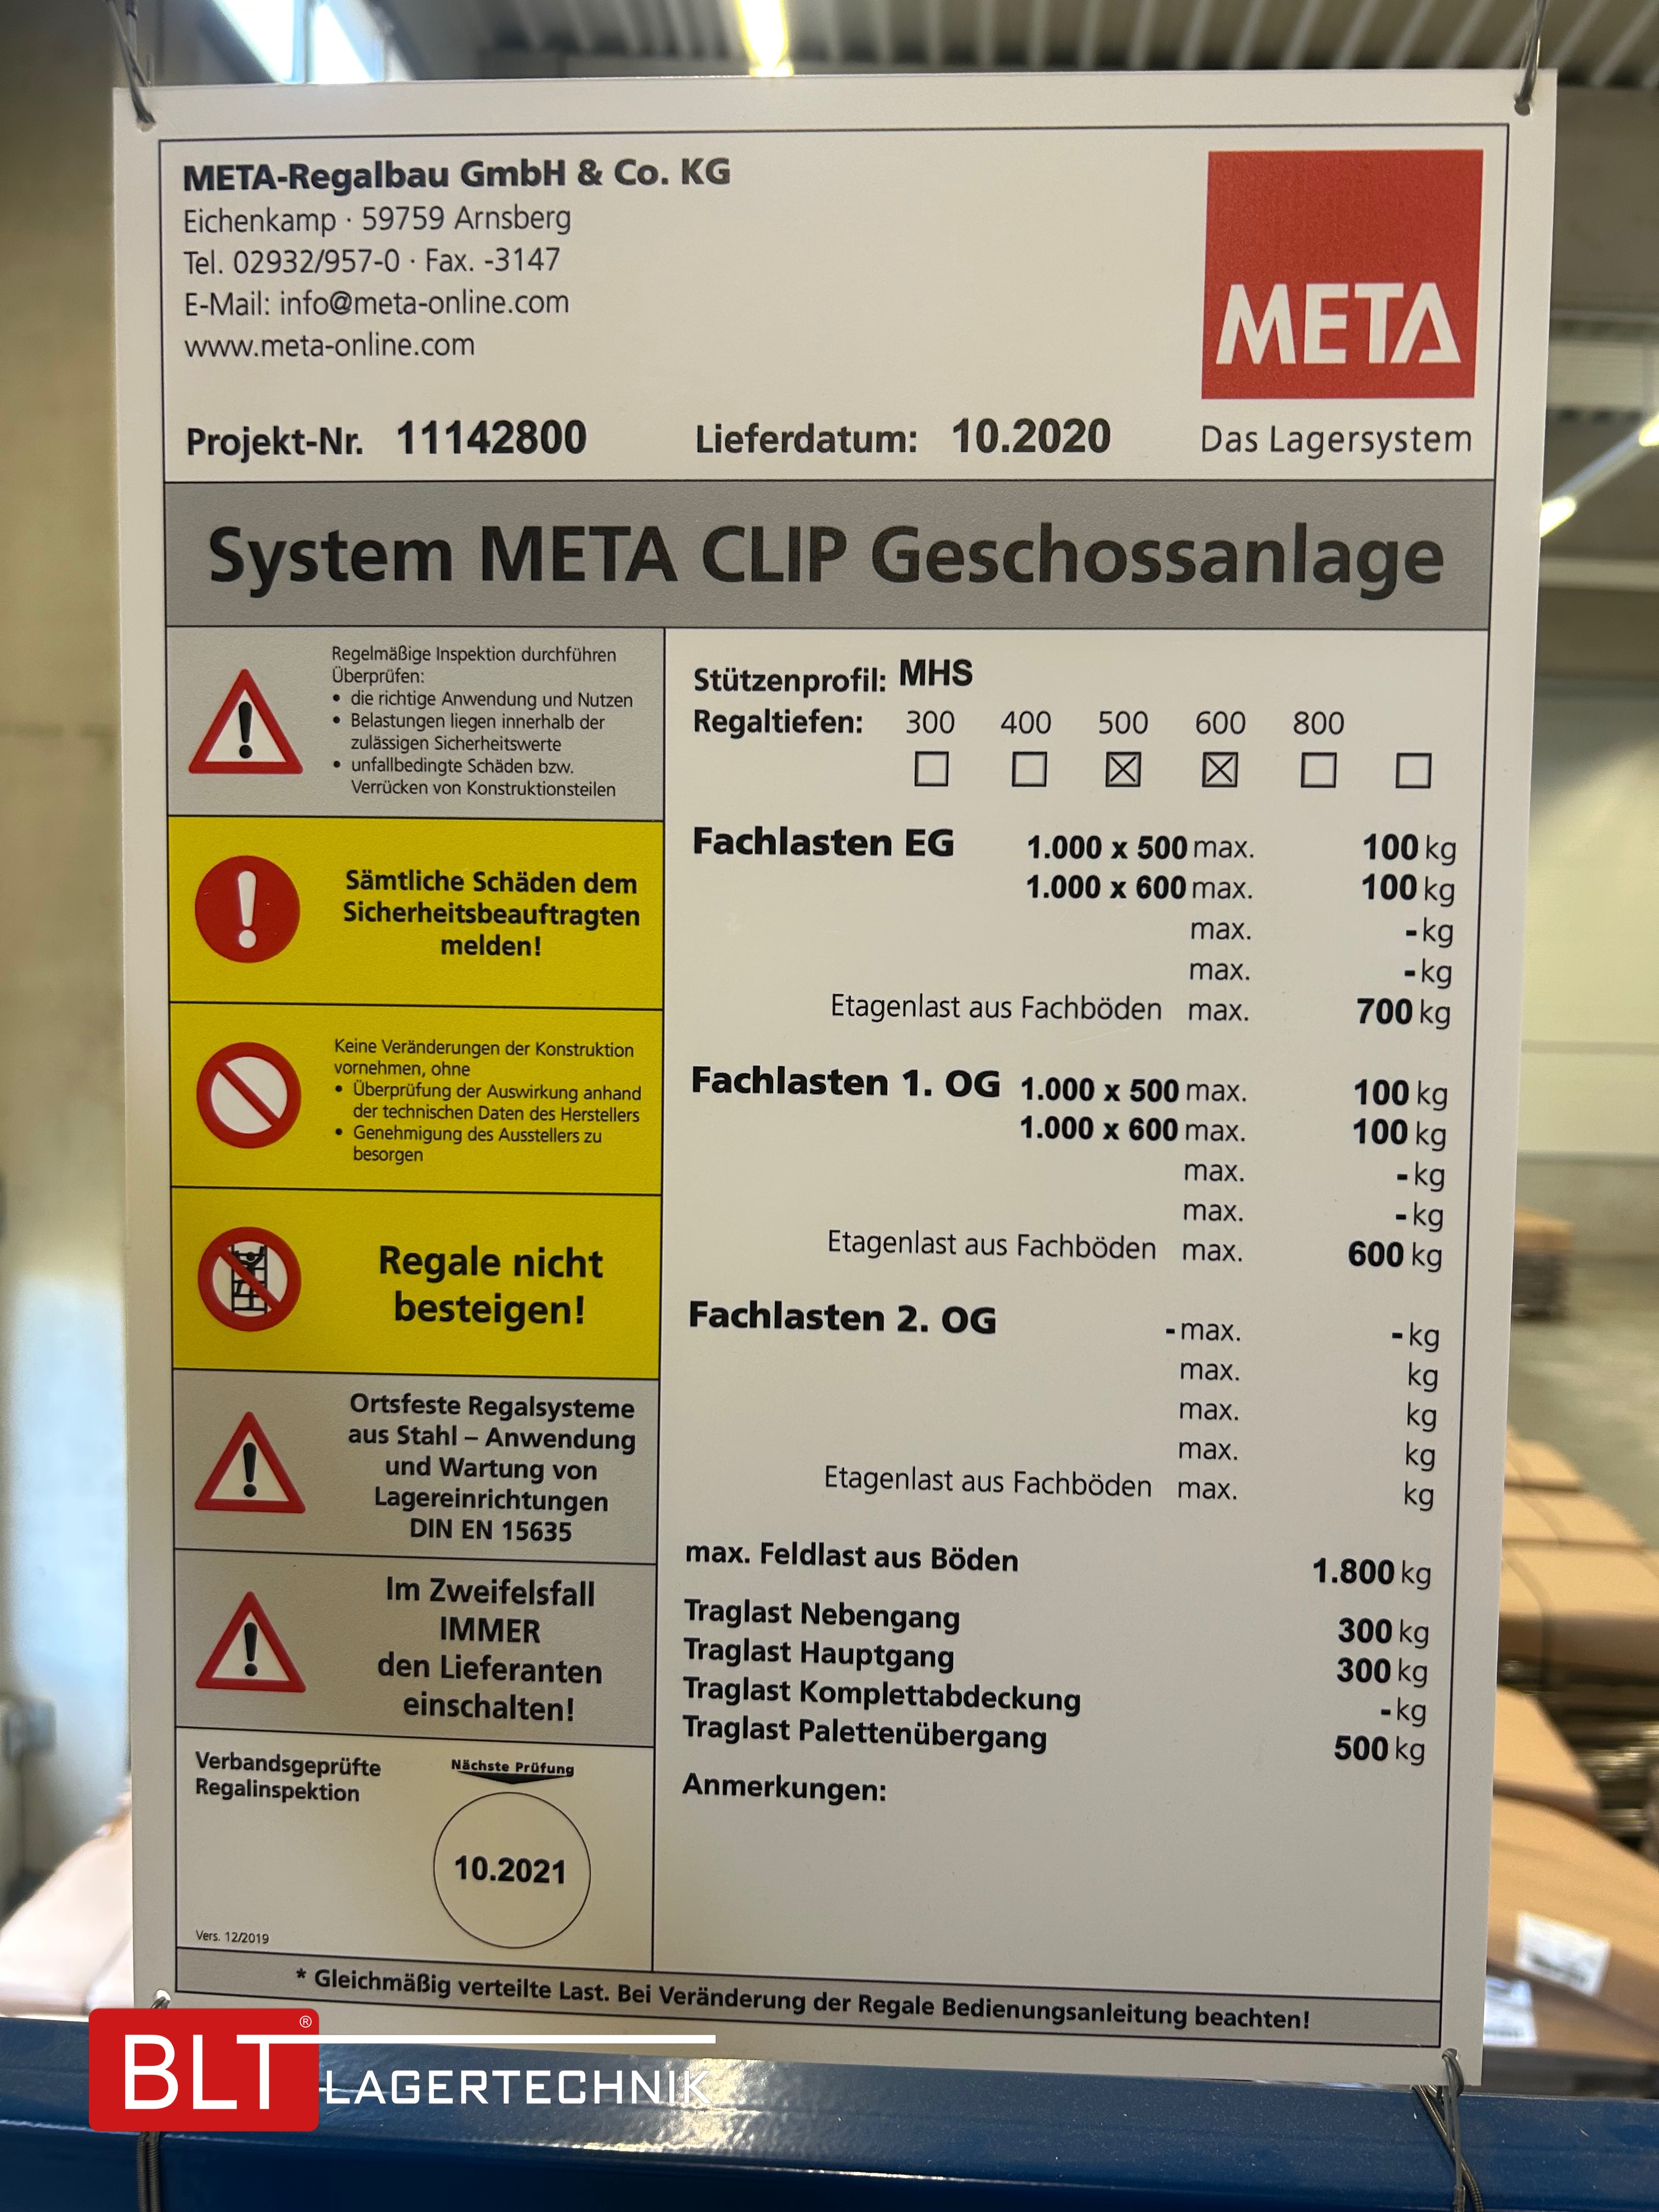 META-Regalbau GmbH & Co. KG
Eichenkamp · 59759 Arnsberg
Tel. 02932/957-0 · Fax. -3147
E-Mail: info@meta-online.com
www.meta-online.com
META
Projekt-Nr. 11142800 Lieferdatum: 10.2020 Das Lagersystem
System META CLIP Geschossanlage
Regelmäßige Inspektion durchführen
Überprüfen:
• die richtige Anwendung und Nutzen
• Belastungen liegen innerhalb der
zulässigen Sicherheitswerte
• unfallbedingte Schäden bzw.
Verrücken von Konstruktionsteilen
Sämtliche Schäden dem
Sicherheitsbeauftragten
melden!
Keine Veränderungen der Konstruktion
vornehmen, ohne
• Überprüfung der Auswirkung anhand
der technischen Daten des Herstellers
• Genehmigung des Ausstellers zu
besorgen
Regale nicht
besteigen!
Ortsfeste Regalsysteme
aus Stahl – Anwendung
und Wartung von
Lagereinrichtungen
DIN EN 15635
Im Zweifelsfall
IMMER
den Lieferanten
einschalten!
Verbandsgeprüfte
Regalinspektion
Nächste Prüfung
10.2021
Vers. 12/2019
Stützenprofil: MHS
Regaltiefen: 300 400 500 600 800
☐ ☐ ☒ ☒ ☐ ☐
Fachlasten EG 1.000 x 500 max. 100 kg
1.000 x 600 max. 100 kg
max. - kg
max. - kg
Etagenlast aus Fachböden max. 700 kg
Fachlasten 1. OG 1.000 x 500 max. 100 kg
1.000 x 600 max. 100 kg
max. - kg
max. - kg
Etagenlast aus Fachböden max. 600 kg
Fachlasten 2. OG - max. - kg
max. kg
max. kg
max. kg
Etagenlast aus Fachböden max. kg
max. Feldlast aus Böden 1.800 kg
Traglast Nebengang 300 kg
Traglast Hauptgang 300 kg
Traglast Komplettabdeckung - kg
Traglast Palettenübergang 500 kg
Anmerkungen:
* Gleichmäßig verteilte Last. Bei Veränderung der Regale Bedienungsanleitung beachten!
BLT®
LAGERTECHNIK